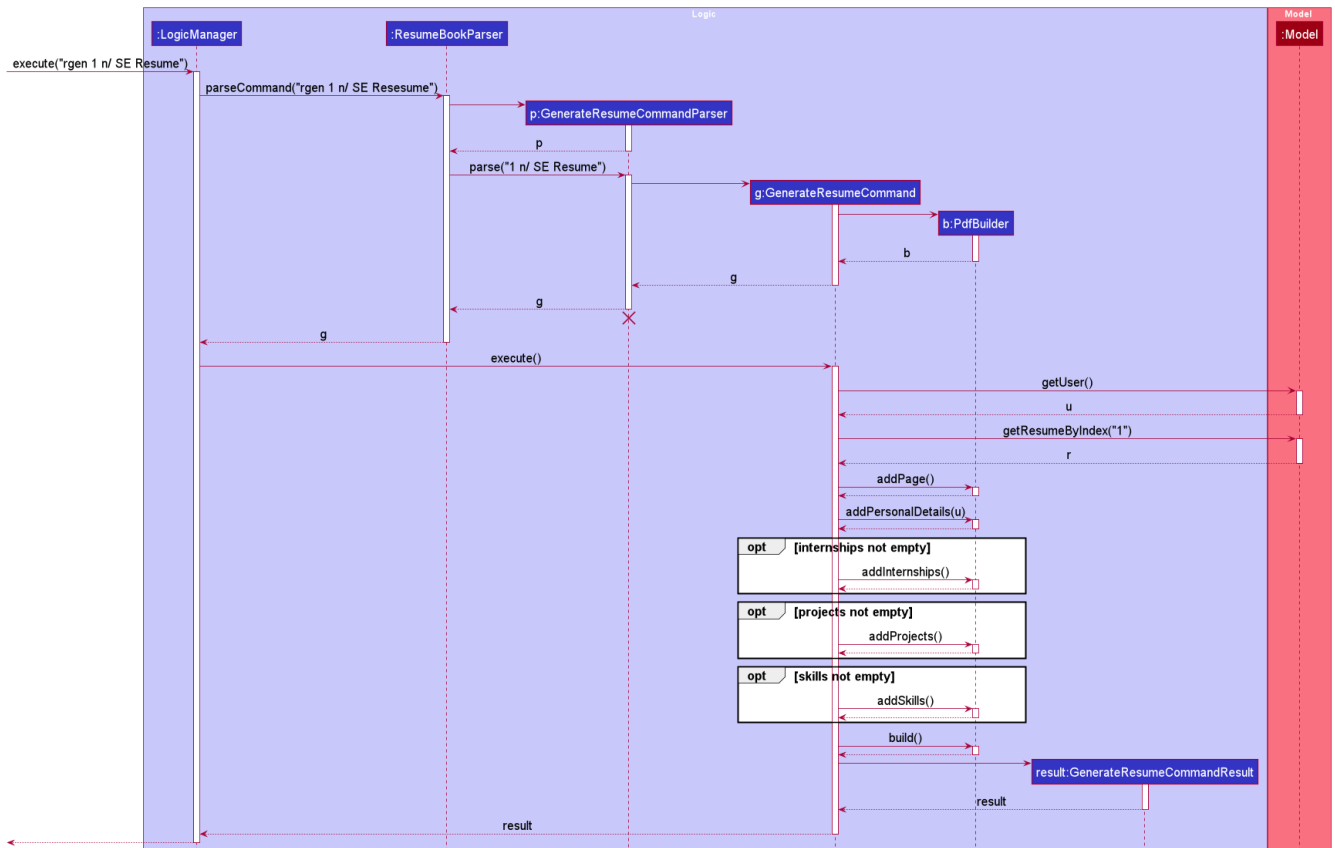 Logic
Model
:LogicManager
:ResumeBookParser
:Model
execute("rgen 1 n/ SE Resume")
parseCommand("rgen 1 n/ SE Resesume")
p:GenerateResumeCommandParser
p
parse("1 n/ SE Resume")
g:GenerateResumeCommand
b:PdfBuilder
b
g
g
g
execute()
getUser()
u
getResumeByIndex("1")
r
addPage()
addPersonalDetails(u)
opt [internships not empty]
addInternships()
opt [projects not empty]
addProjects()
opt [skills not empty]
addSkills()
build()
result:GenerateResumeCommandResult
result
result